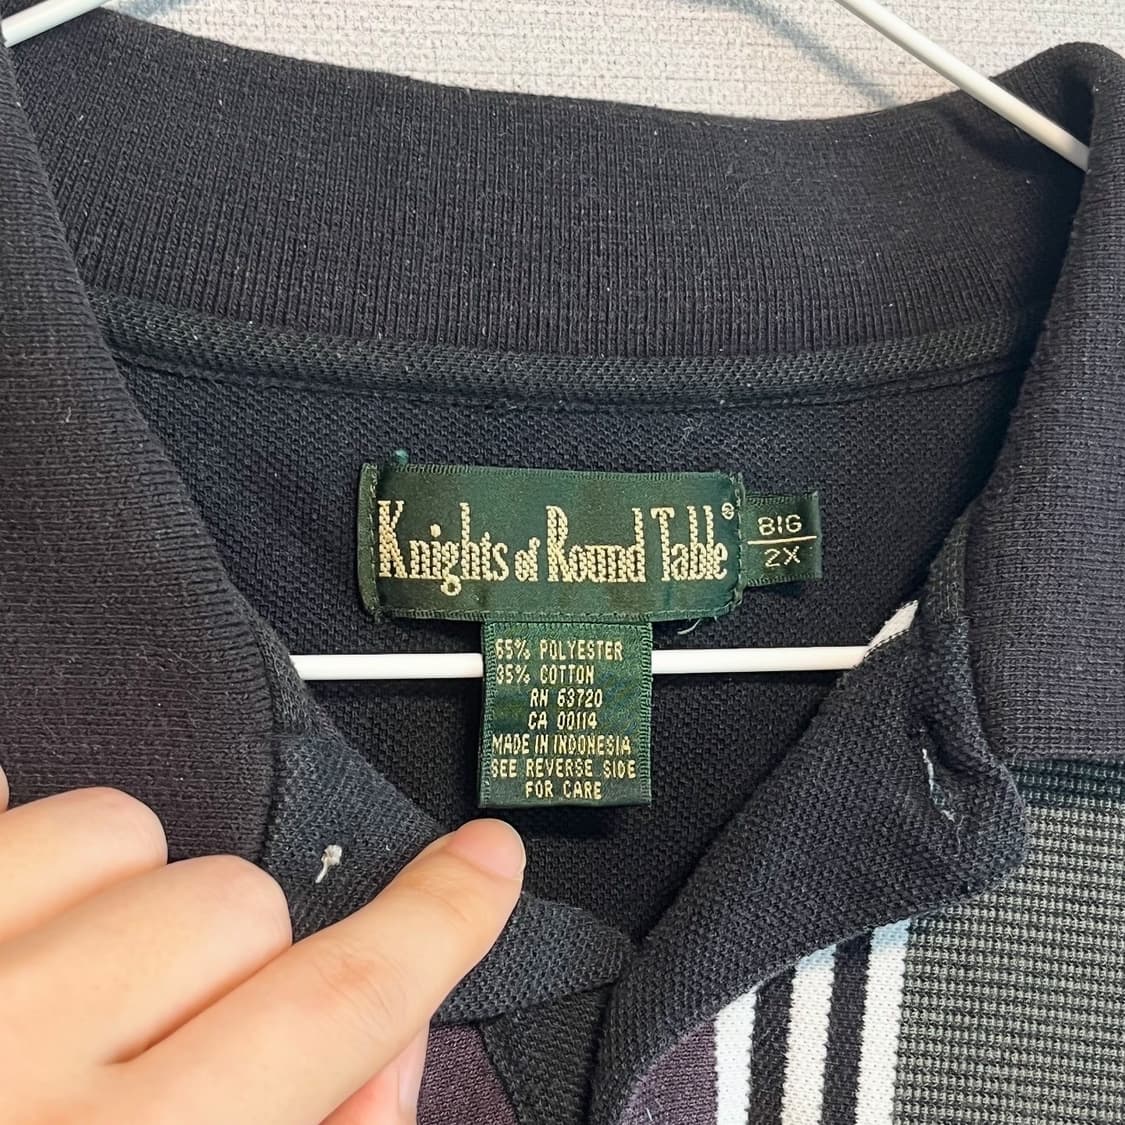 Knights of Round Table®
BIG
2X
65% POLYESTER
35% COTTON
RN 63720
CA 00114
MADE IN INDONESIA
SEE REVERSE SIDE
FOR CARE